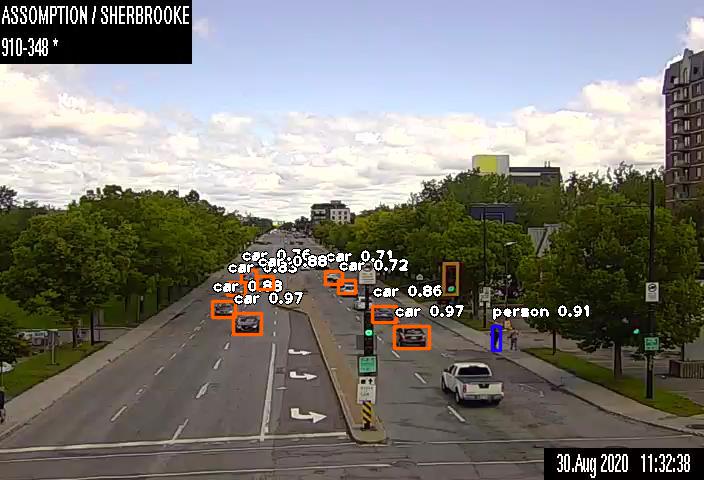 ASSOMPTION / SHERBROOKE
910-348 *
car 0.76
car 0.88
car 0.71
car 0.83
car 0.72
car 0.88
car 0.86
car 0.97
car 0.97
person 0.91
30.Aug 2020 11:32:38